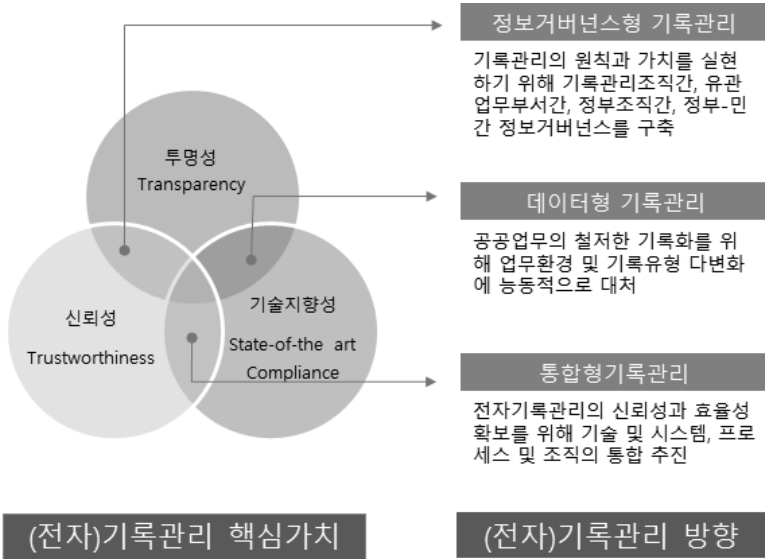 정보거버넌스형 기록관리
기록관리의 원칙과 가치를 실현
하기 위해 기록관리조직간, 유관
업무부서간, 정부조직간, 정부-민
간 정보거버넌스를 구축
투명성
Transparency
데이터형 기록관리
공공업무의 철저한 기록화를 위
해 업무환경 및 기록유형 다변화
에 능동적으로 대처
신뢰성
Trustworthiness
기술지향성
State-of-the art
Compliance
통합형기록관리
전자기록관리의 신뢰성과 효율성
확보를 위해 기술 및 시스템, 프로
세스 및 조직의 통합 추진
(전자)기록관리 핵심가치
(전자)기록관리 방향